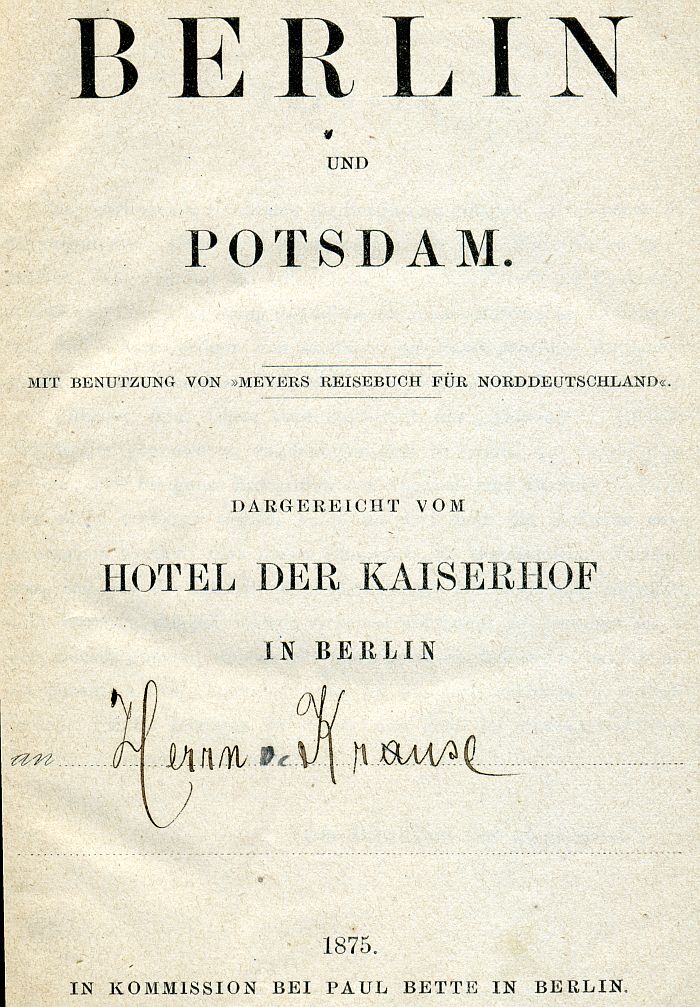 BERLIN
UND
POTSDAM.
MIT BENUTZUNG VON »MEYERS REISEBUCH FÜR NORDDEUTSCHLAND«.
DARGEREICHT VOM
HOTEL DER KAISERHOF
IN BERLIN
an Herrn v. Krause
1875.
IN KOMMISSION BEI PAUL BETTE IN BERLIN.